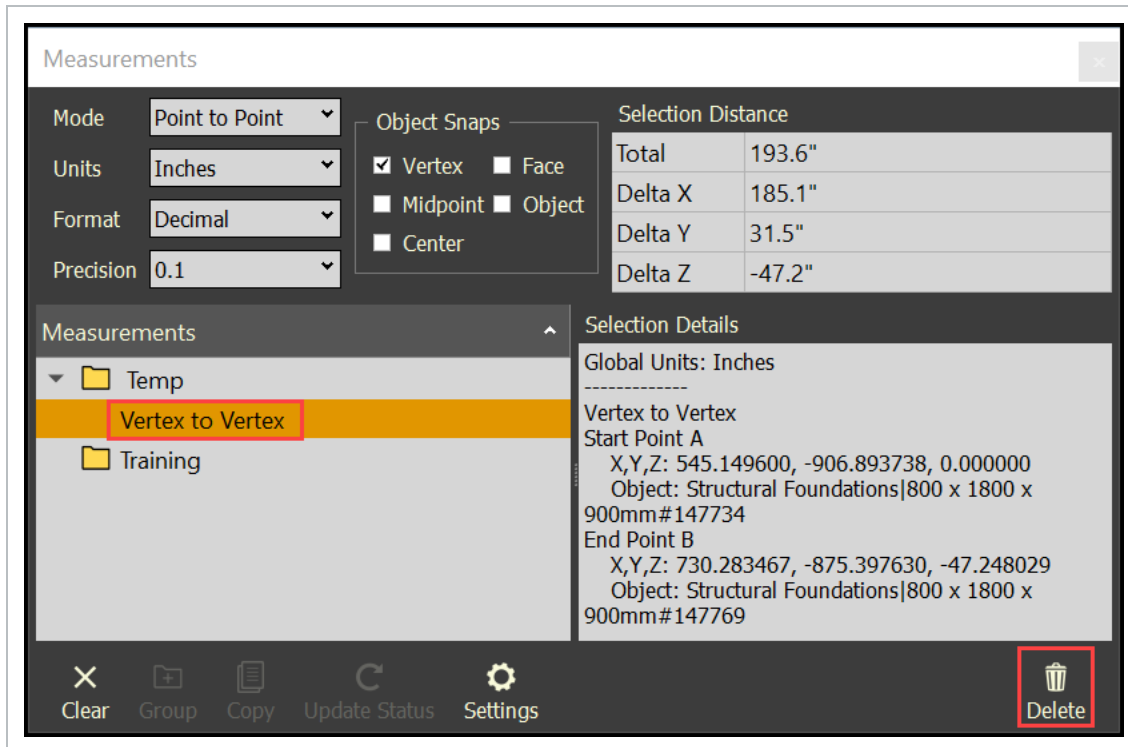 Measurements
×
Mode Point to Point
Units Inches
Format Decimal
Precision 0.1
Object Snaps
Vertex Face
Midpoint Object
Center
Selection Distance
Total 193.6"
Delta X 185.1"
Delta Y 31.5"
Delta Z -47.2"
Measurements
Temp
Vertex to Vertex
Training
Selection Details
Global Units: Inches
-------------
Vertex to Vertex
Start Point A
X,Y,Z: 545.149600, -906.893738, 0.000000
Object: Structural Foundations|800 x 1800 x
900mm#147734
End Point B
X,Y,Z: 730.283467, -875.397630, -47.248029
Object: Structural Foundations|800 x 1800 x
900mm#147769
Clear Group Copy Update Status Settings Delete